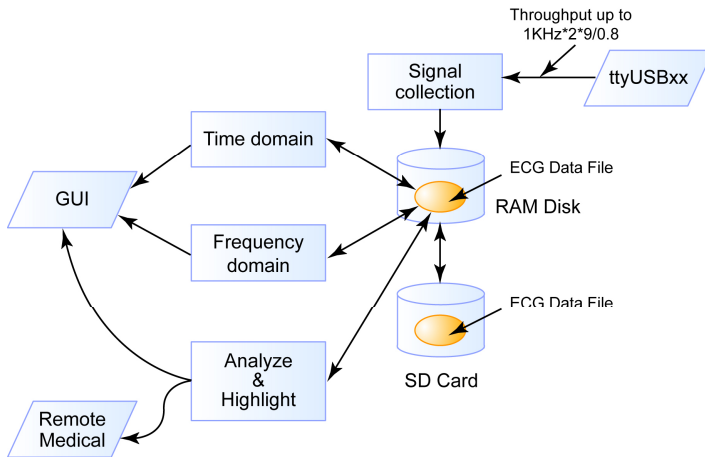 Throughput up to
1KHz*2*9/0.8
Signal
collection
ttyUSBxx
Time domain
ECG Data File
GUI
RAM Disk
Frequency
domain
ECG Data File
Analyze
&
Highlight
SD Card
Remote
Medical